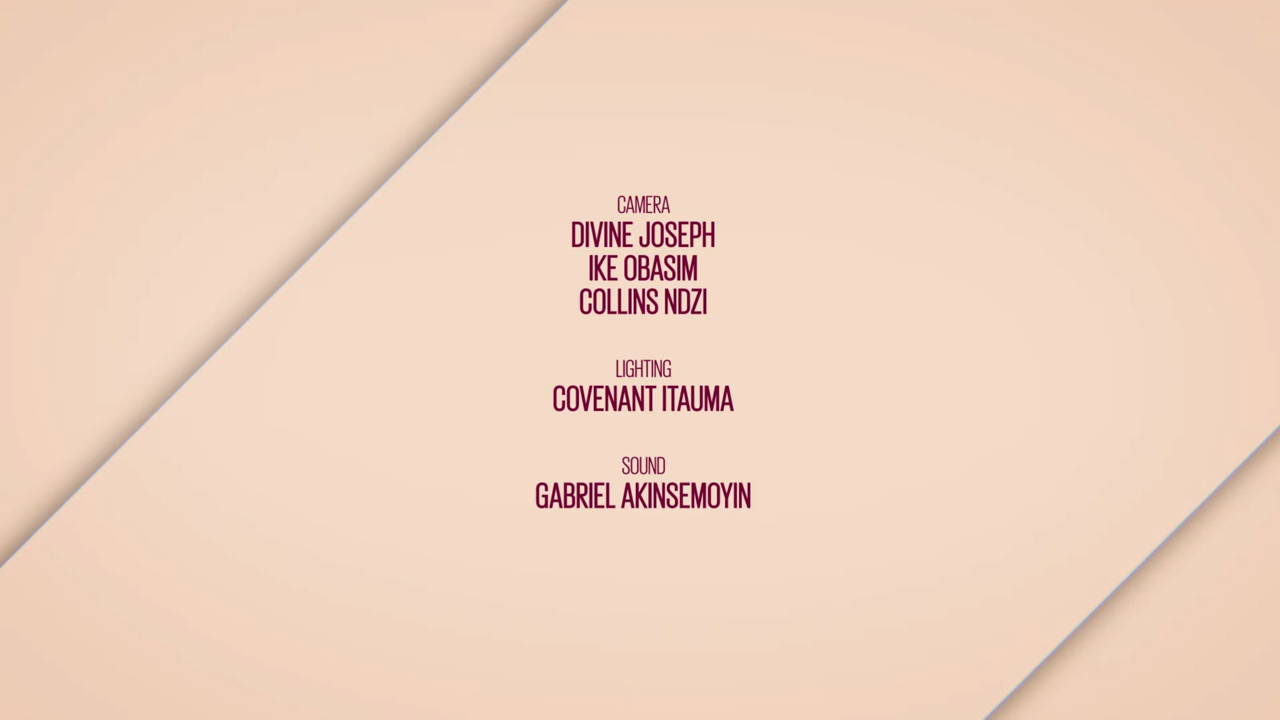 CAMERA
DIVINE JOSEPH
IKE OBASIM
COLLINS NDZI
LIGHTING
COVENANT ITAUMA
SOUND
GABRIEL AKINSEMOYIN